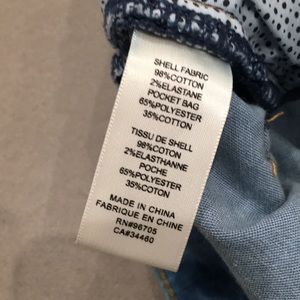 SHELL FABRIC
98%COTTON
2%ELASTANE
POCKET BAG
65%POLYESTER
35%COTTON
TISSU DE SHELL
98%COTON
2%ELASTHANNE
POCHE
65%POLYESTER
35%COTON
MADE IN CHINA
FABRIQUE EN CHINE
RN#96705
CA#34460